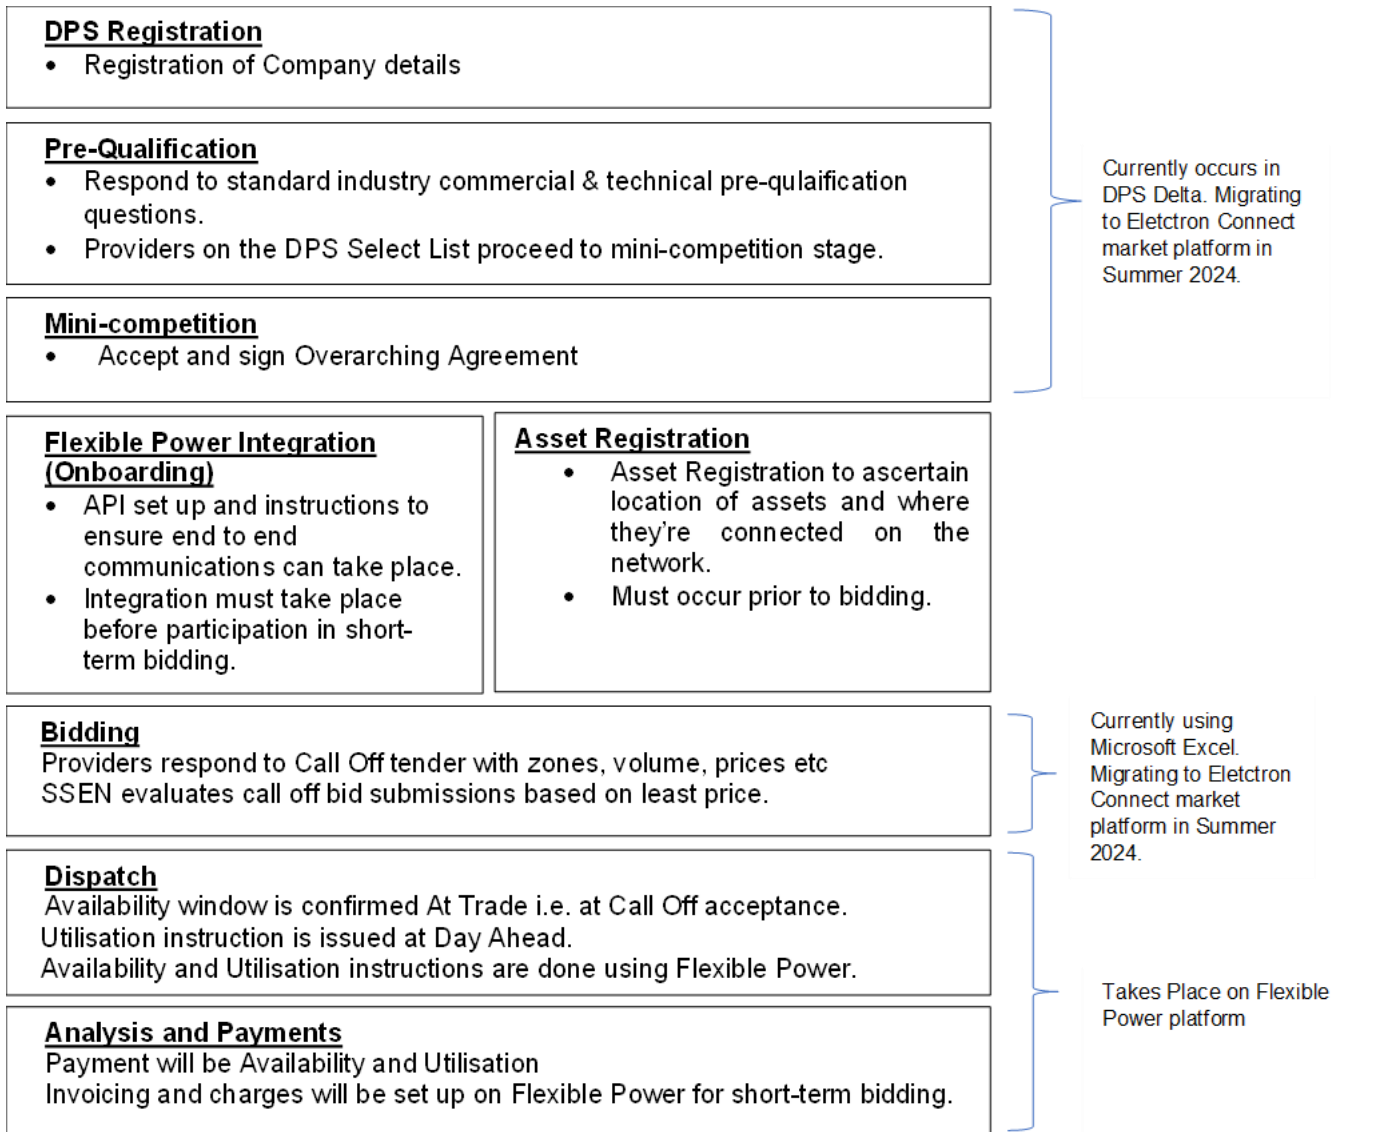 DPS Registration
• Registration of Company details
Currently occurs in
DPS Delta. Migrating
to Eletctron Connect
market platform in
Summer 2024.
Pre-Qualification
• Respond to standard industry commercial & technical pre-qulaification
questions.
• Providers on the DPS Select List proceed to mini-competition stage.
Mini-competition
• Accept and sign Overarching Agreement
Flexible Power Integration
(Onboarding)
• API set up and instructions to
ensure end to end
communications can take place.
• Integration must take place
before participation in short-
term bidding.
Asset Registration
• Asset Registration to ascertain
location of assets and where
they're connected on the
network.
• Must occur prior to bidding.
Bidding
Providers respond to Call Off tender with zones, volume, prices etc
SSEN evaluates call off bid submissions based on least price.
Currently using
Microsoft Excel.
Migrating to Eletctron
Connect market
platform in Summer
2024.
Dispatch
Availability window is confirmed At Trade i.e. at Call Off acceptance.
Utilisation instruction is issued at Day Ahead.
Availability and Utilisation instructions are done using Flexible Power.
Takes Place on Flexible
Power platform
Analysis and Payments
Payment will be Availability and Utilisation
Invoicing and charges will be set up on Flexible Power for short-term bidding.